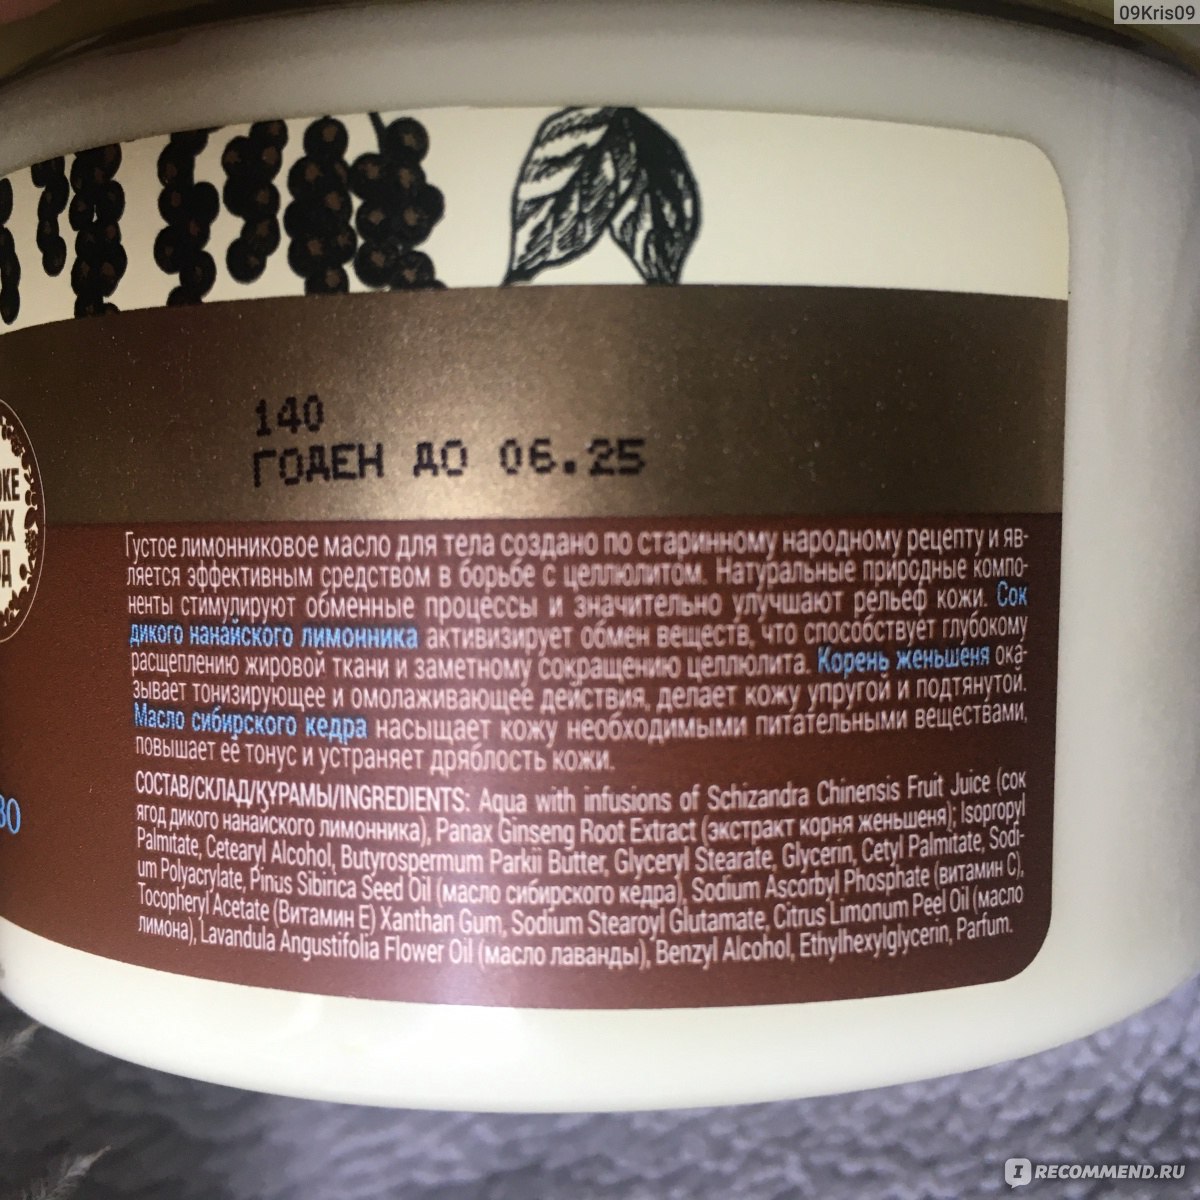 09Kris09
140
ГОДЕН ДО 06.25
Густое лимонниковое масло для тела создано по старинному народному рецепту и яв-
ляется эффективным средством в борьбе с целлюлитом. Натуральные природные компо-
ненты стимулируют обменные процессы и значительно улучшают рельеф кожи. Сок
дикого нанайского лимонника активизирует обмен веществ, что способствует глубокому
расщеплению жировой ткани и заметному сокращению целлюлита. Корень женьшеня ока-
зывает тонизирующее и омолаживающее действия, делает кожу упругой и подтянутой.
Масло сибирского кедра насыщает кожу необходимыми питательными веществами,
повышает её тонус и устраняет дряблость кожи.
СОСТАВ/СКЛАД/ҚҰРАМЫ/INGREDIENTS: Aqua with infusions of Schizandra Chinensis Fruit Juice (сок
ягод дикого нанайского лимонника), Panax Ginseng Root Extract (экстракт корня женьшеня); Isopropyl
Palmitate, Cetearyl Alcohol, Butyrospermum Parkii Butter, Glyceryl Stearate, Glycerin, Cetyl Palmitate, Sodi-
um Polyacrylate, Pinus Sibirica Seed Oil (масло сибирского кедра), Sodium Ascorbyl Phosphate (витамин С),
Tocopheryl Acetate (Витамин Е) Xanthan Gum, Sodium Stearoyl Glutamate, Citrus Limonum Peel Oil (масло
лимона), Lavandula Angustifolia Flower Oil (масло лаванды), Benzyl Alcohol, Ethylhexylglycerin, Parfum.
IRECOMMEND.RU